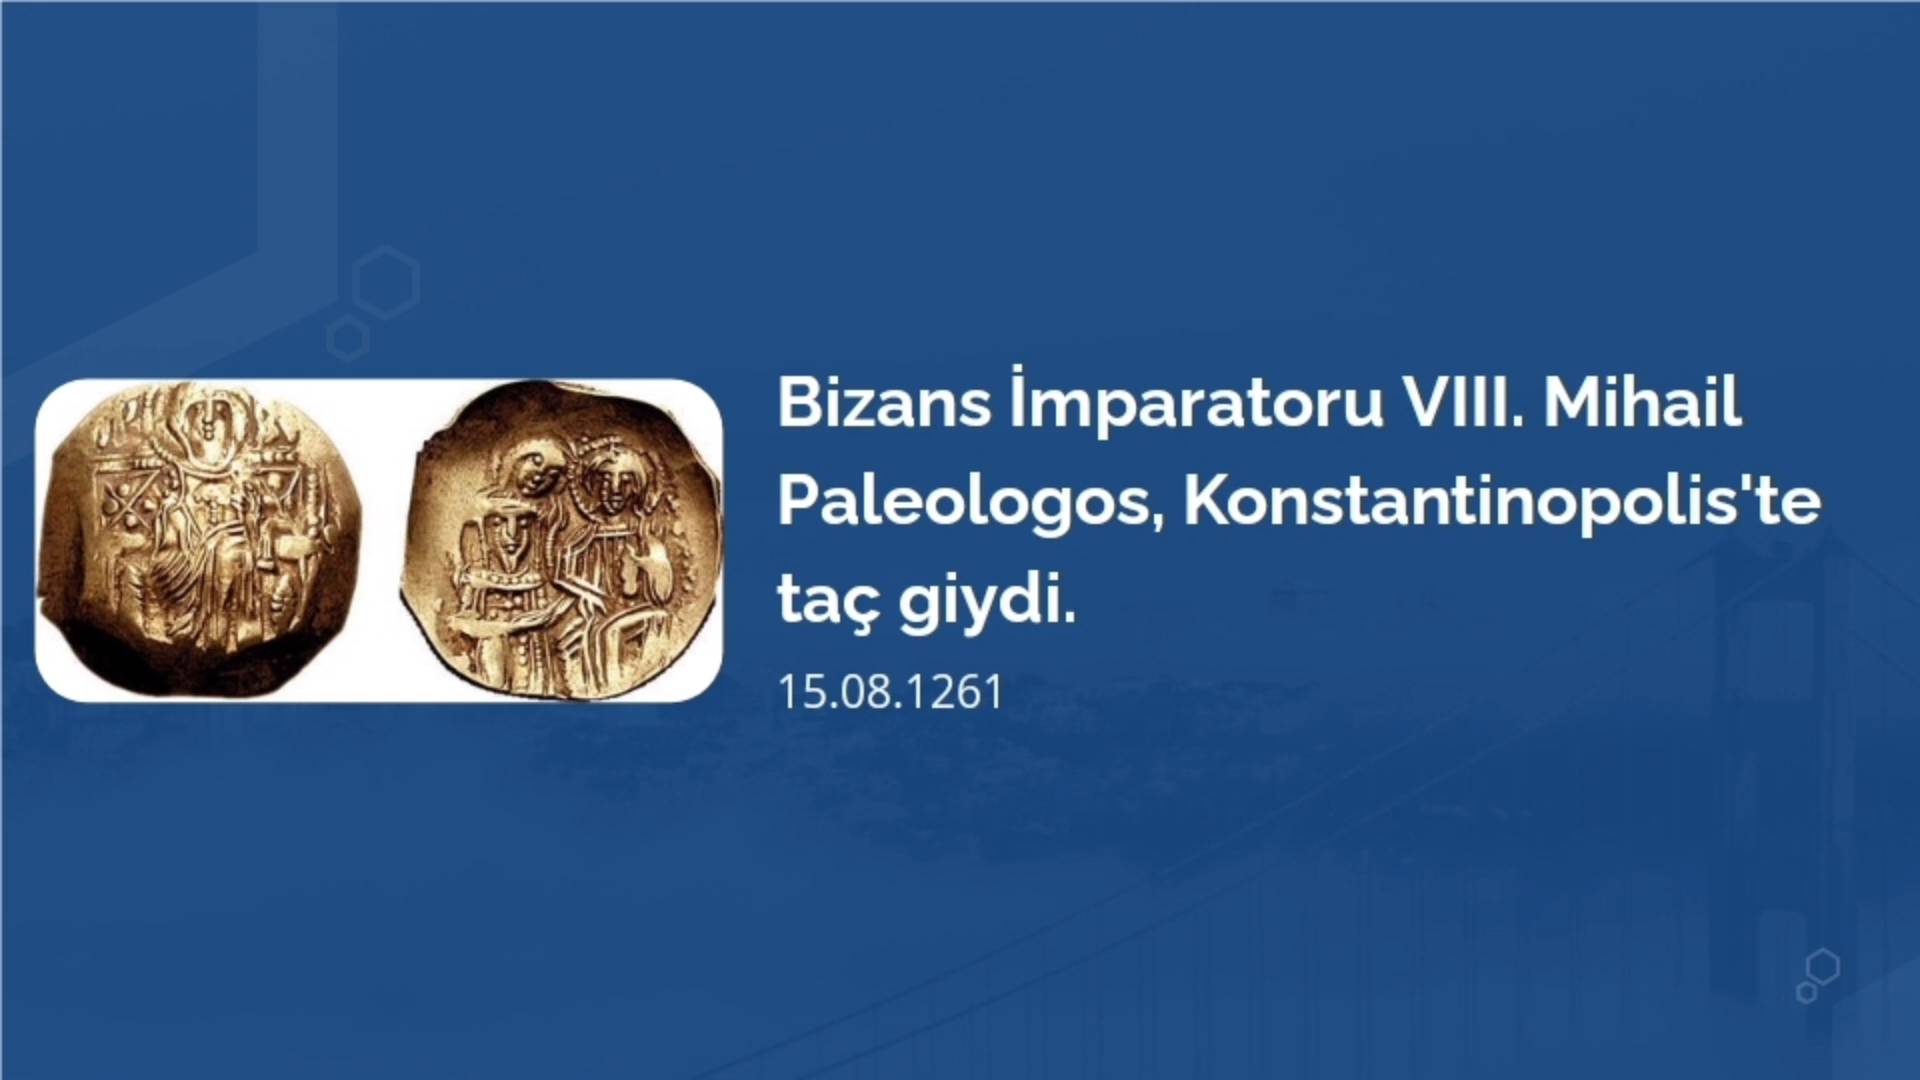 Bizans İmparatoru VIII. Mihail
Paleologos, Konstantinopolis'te
taç giydi.
15.08.1261